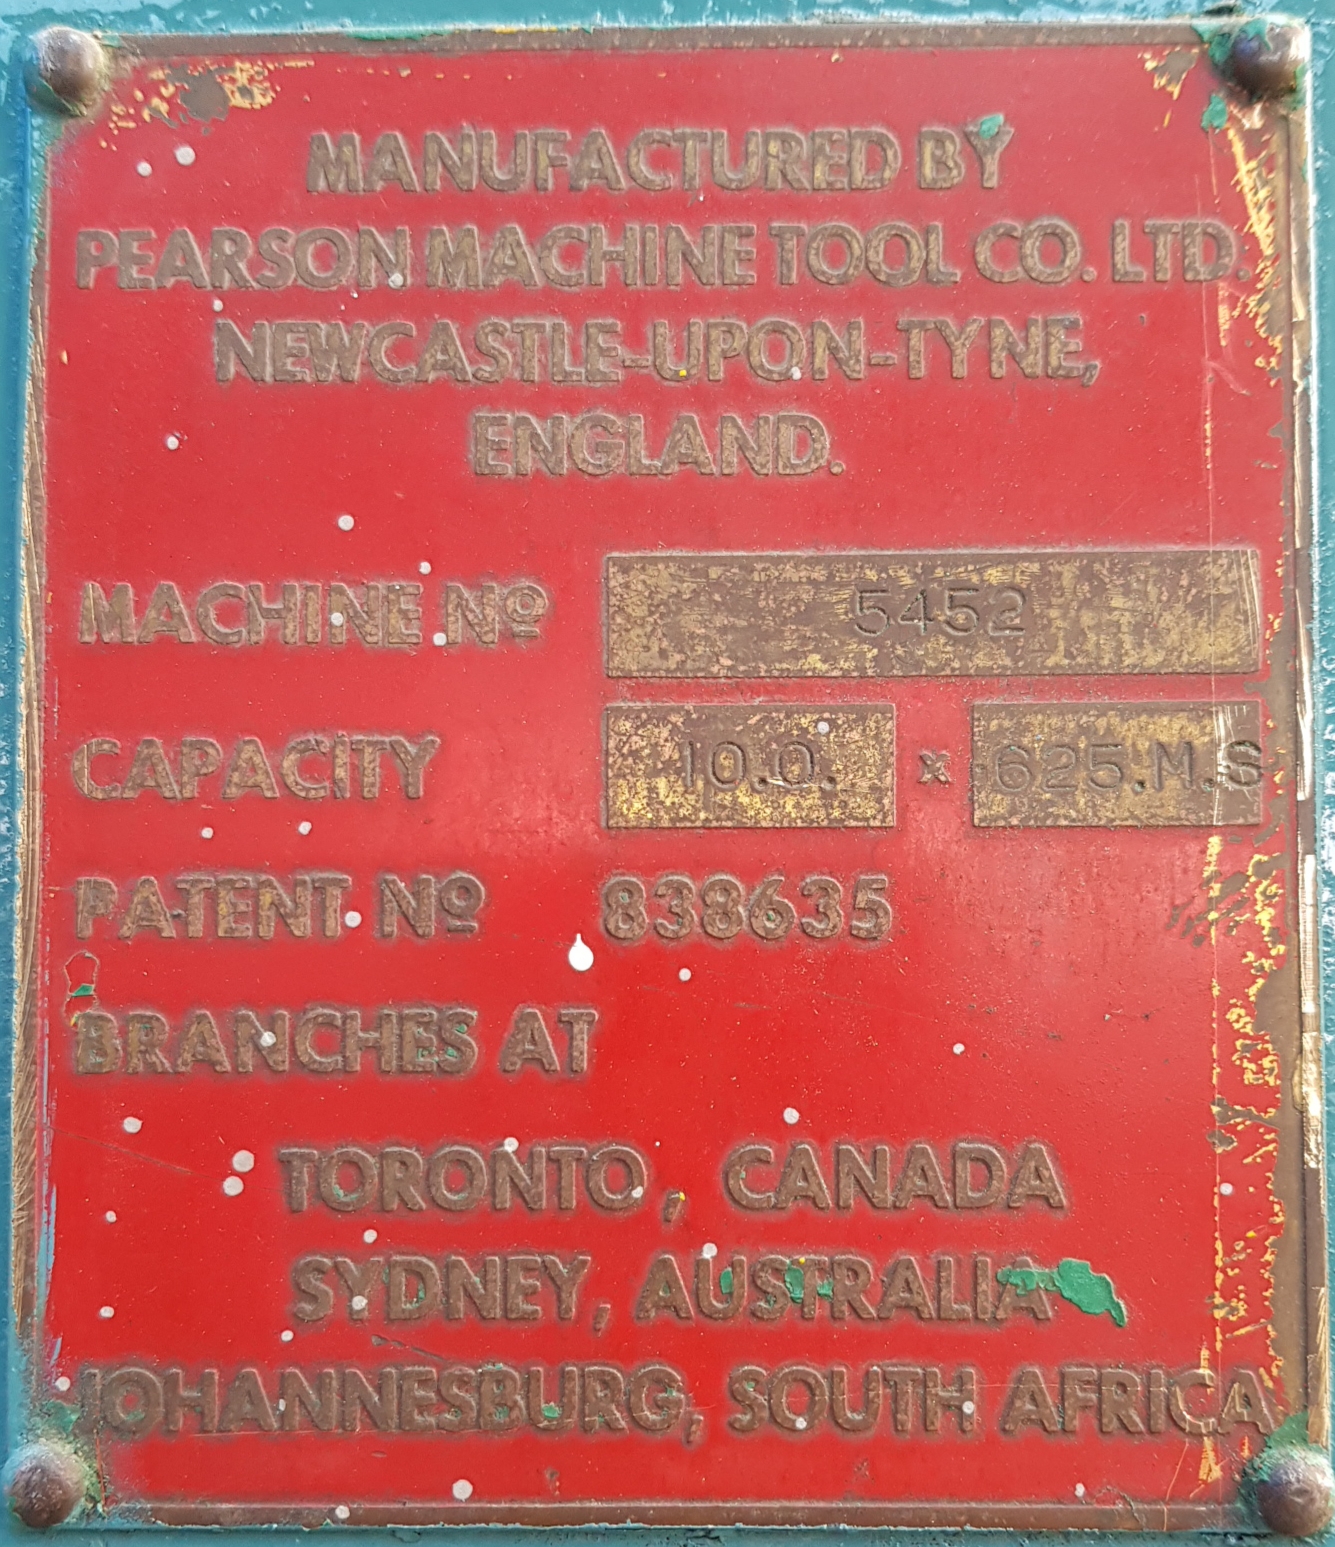 MANUFACTURED BY
PEARSON MACHINE TOOL CO. LTD.
NEWCASTLE-UPON-TYNE,
ENGLAND.
MACHINE Nº 5452
CAPACITY 10.0. x .625.M.S
PATENT Nº 838635
BRANCHES AT
TORONTO, CANADA
SYDNEY, AUSTRALIA
JOHANNESBURG, SOUTH AFRICA